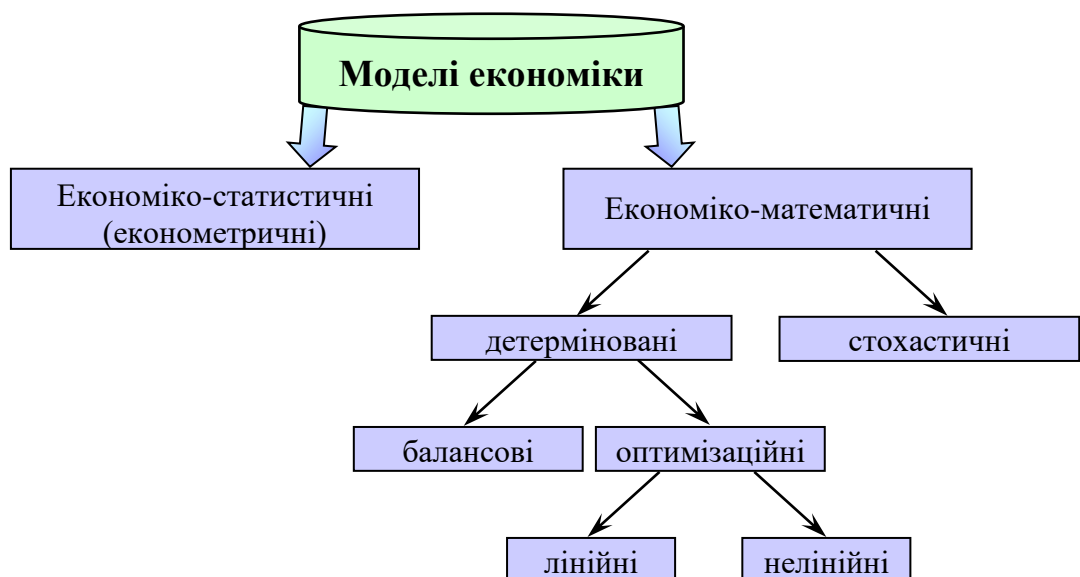 Моделі економіки
Економіко-статистичні
(економетричні)
Економіко-математичні
детерміновані
стохастичні
балансові
оптимізаційні
лінійні
нелінійні